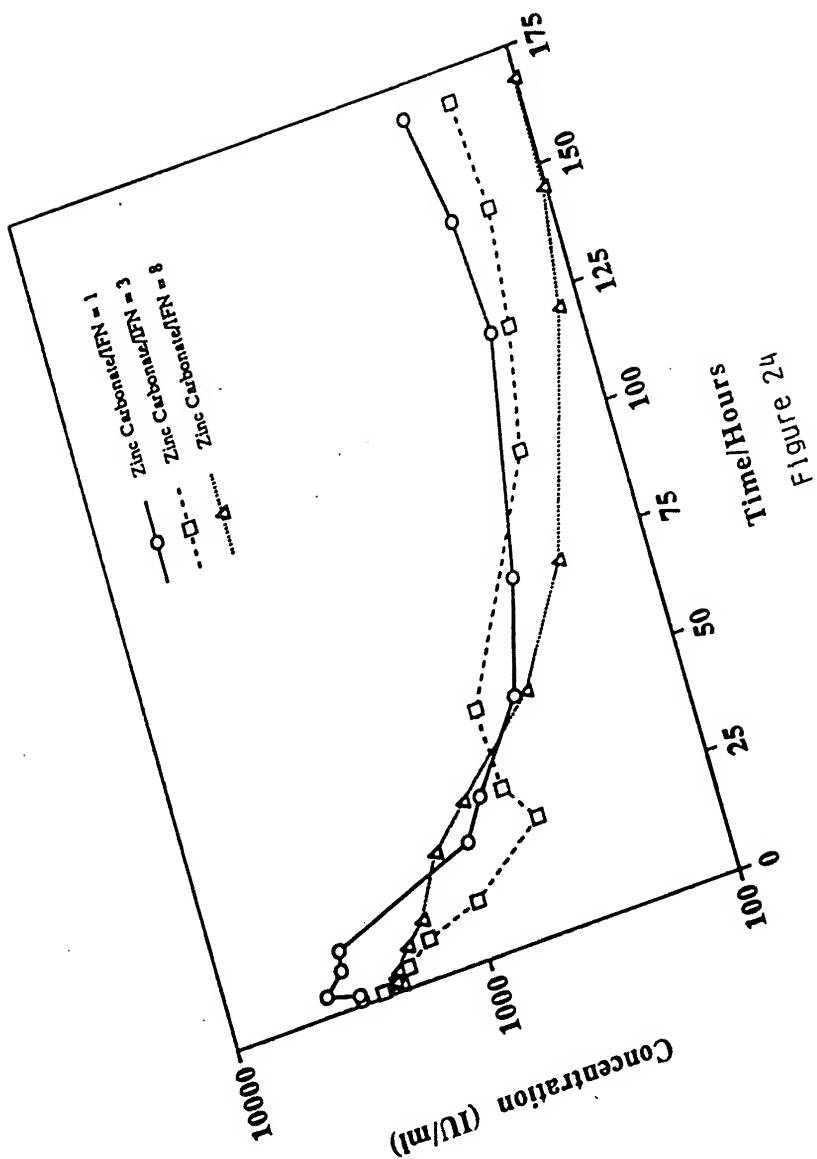 Zinc Carbonate/IFN = 1
Zinc Carbonate/IFN = 3
Zinc Carbonate/IFN = 8
10000
1000
100
Concentration (IU/ml)
0
25
50
75
100
125
150
175
Time/Hours
Figure 24